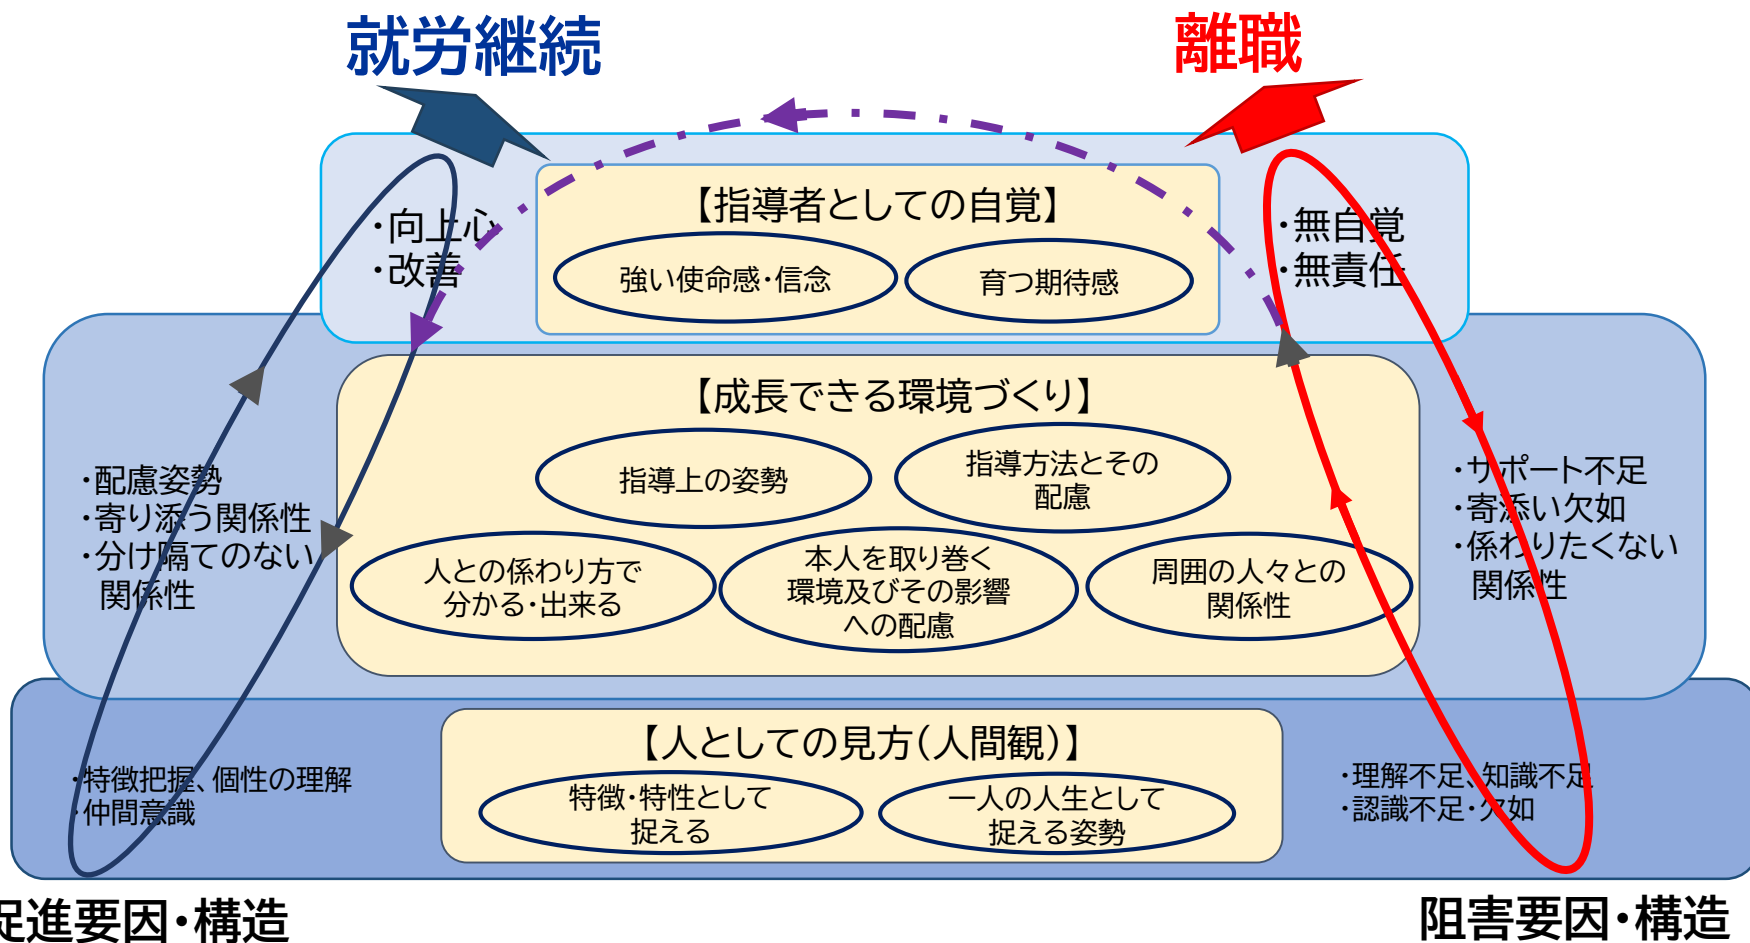 就労継続
離職
【指導者としての自覚】
・向上心
・改善
強い使命感・信念
育つ期待感
・無自覚
・無責任
【成長できる環境づくり】
指導上の姿勢
指導方法とその
配慮
・配慮姿勢
・寄り添う関係性
・分け隔てのない
関係性
人との係わり方で
分かる・出来る
本人を取り巻く
環境及びその影響
への配慮
周囲の人々との
関係性
・サポート不足
・寄添い欠如
・係わりたくない
関係性
【人としての見方(人間観)】
・特徴把握、個性の理解
・仲間意識
特徴・特性として
捉える
一人の人生として
捉える姿勢
・理解不足、知識不足
・認識不足・欠如
促進要因・構造
阻害要因・構造